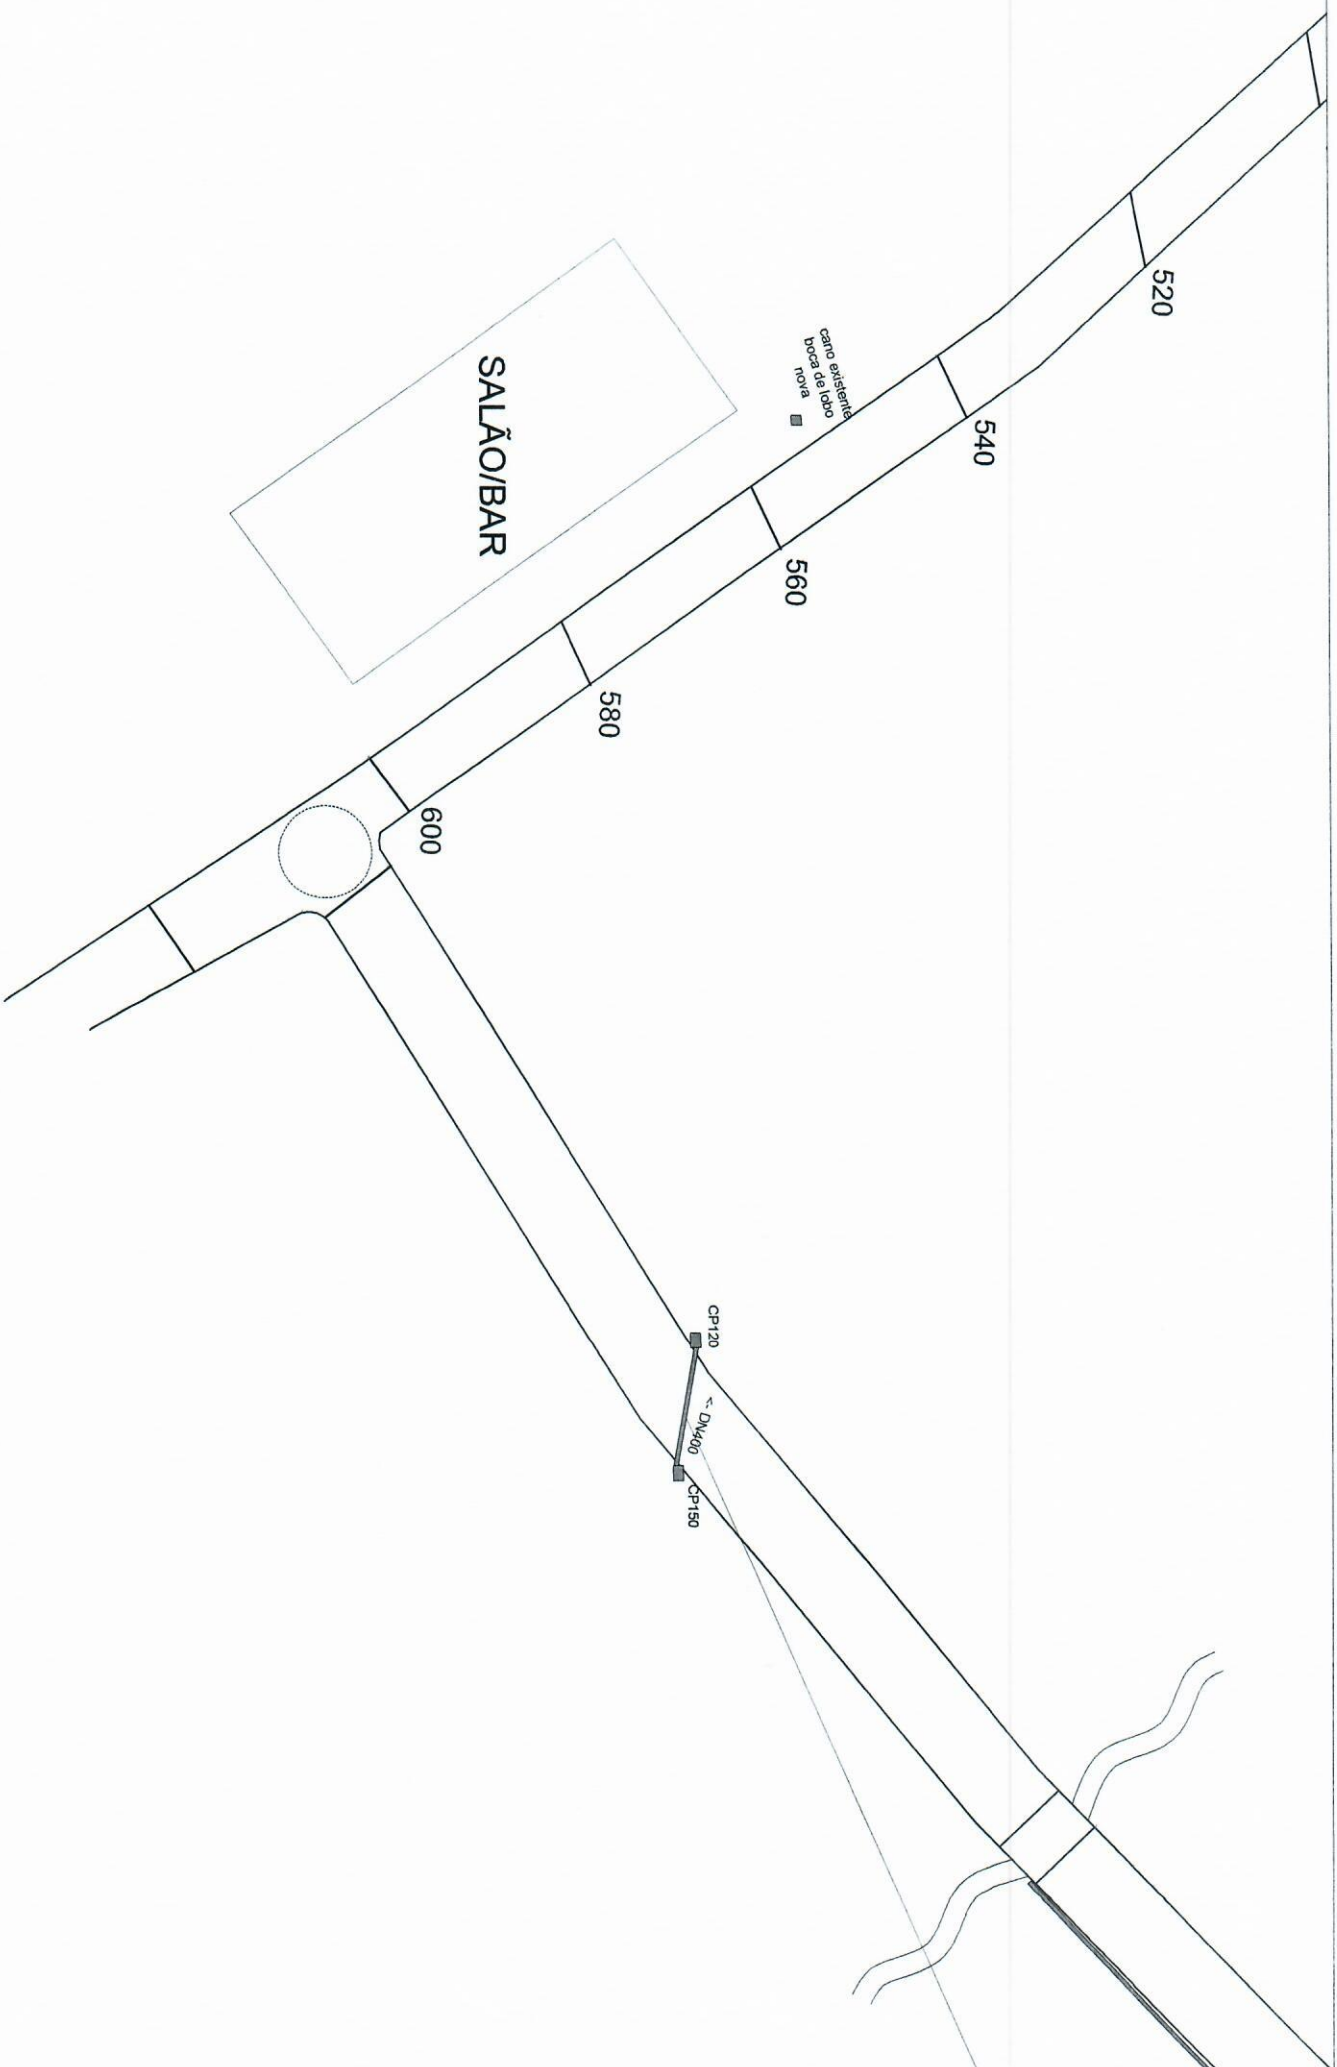 520
540
cano existente
boca de lobo
nova
560
SALÃO/BAR
580
600
CP120
<- DN400
CP150